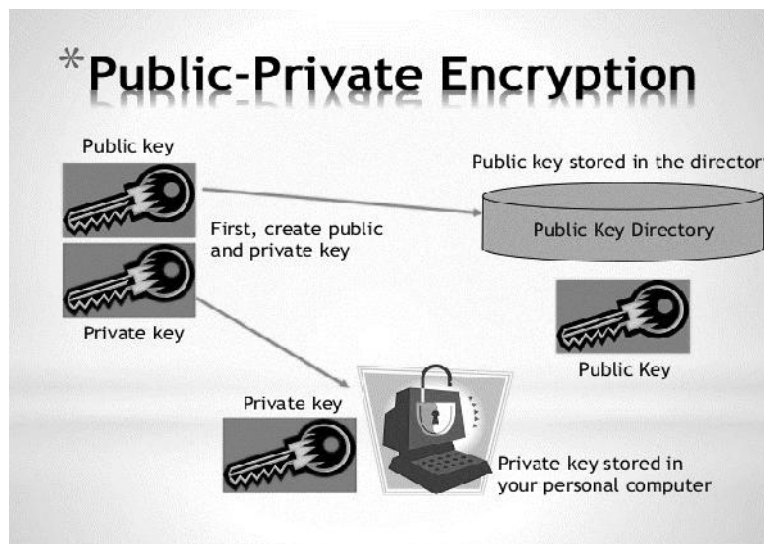 *Public-Private Encryption
Public key
Public key stored in the directory
Public Key Directory
First, create public
and private key
Private key
Public Key
Private key
Private key stored in
your personal computer